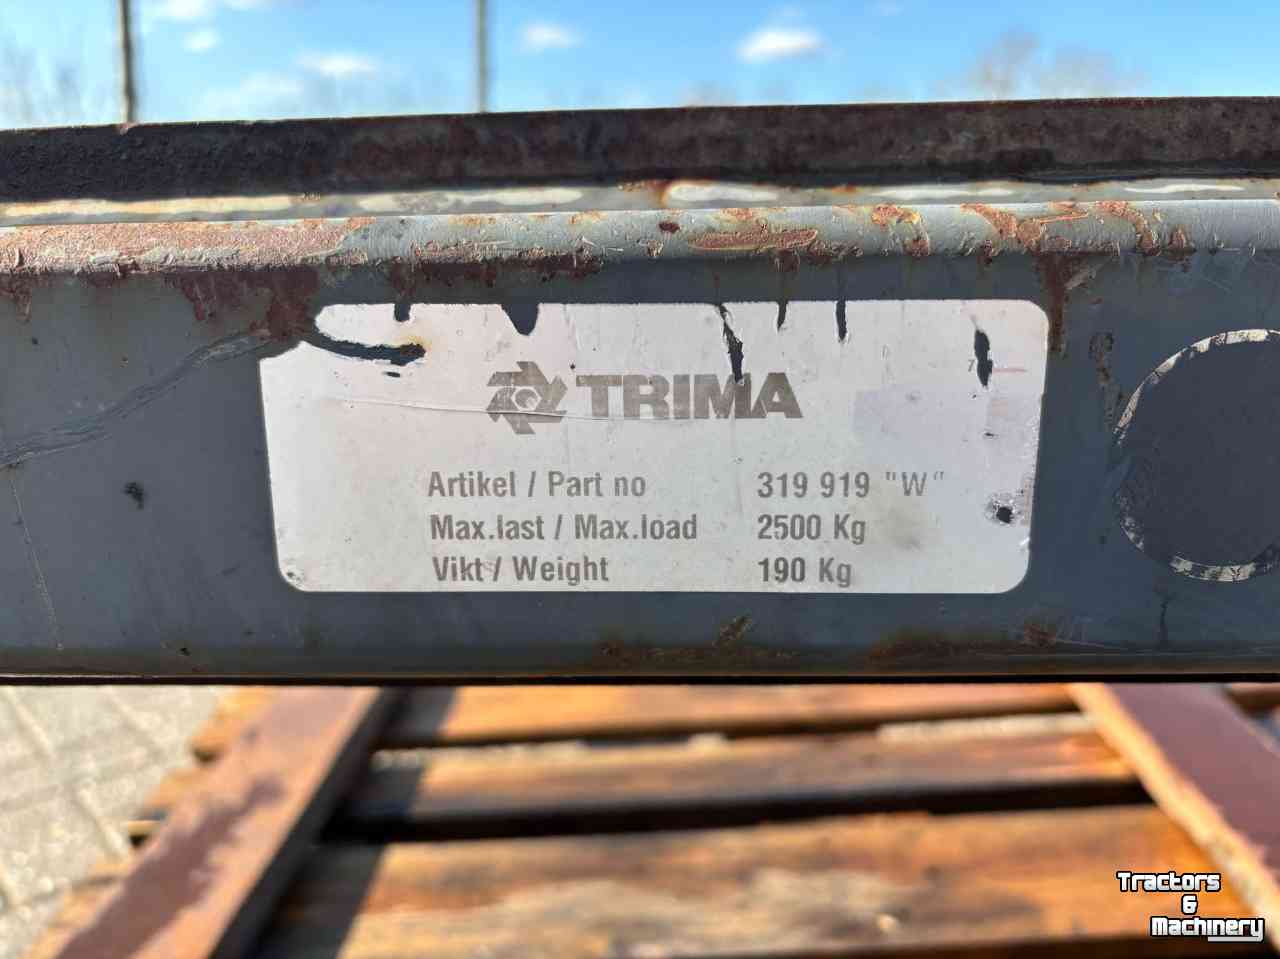 TRIMA
Artikel / Part no 319 919 "W"
Max.last / Max.load 2500 Kg
Vikt / Weight 190 Kg
Tractors
&
Machinery